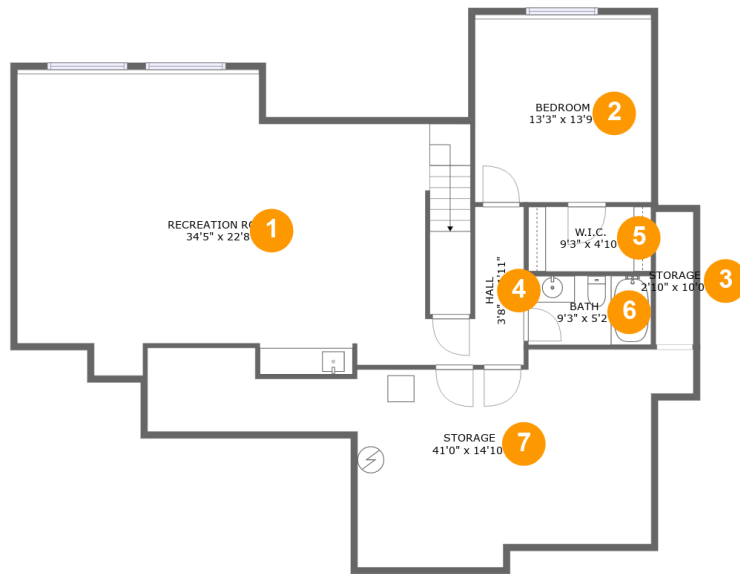 BEDROOM
13'3" x 13'9
2
RECREATION
34'5" x 22'8
1
W.I.C.
9'3" x 4'10
5
STORAGE
2'10" x 10'0
3
HALL
3'8"
4
BATH
9'3" x 5'2
6
STORAGE
41'0" x 14'10
7